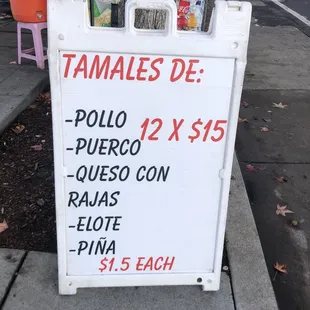 TAMALES DE:
-POLLO
12 X $15
-PUERCO
-QUESO CON
RAJAS
-ELOTE
-PIÑA
$1.5 EACH